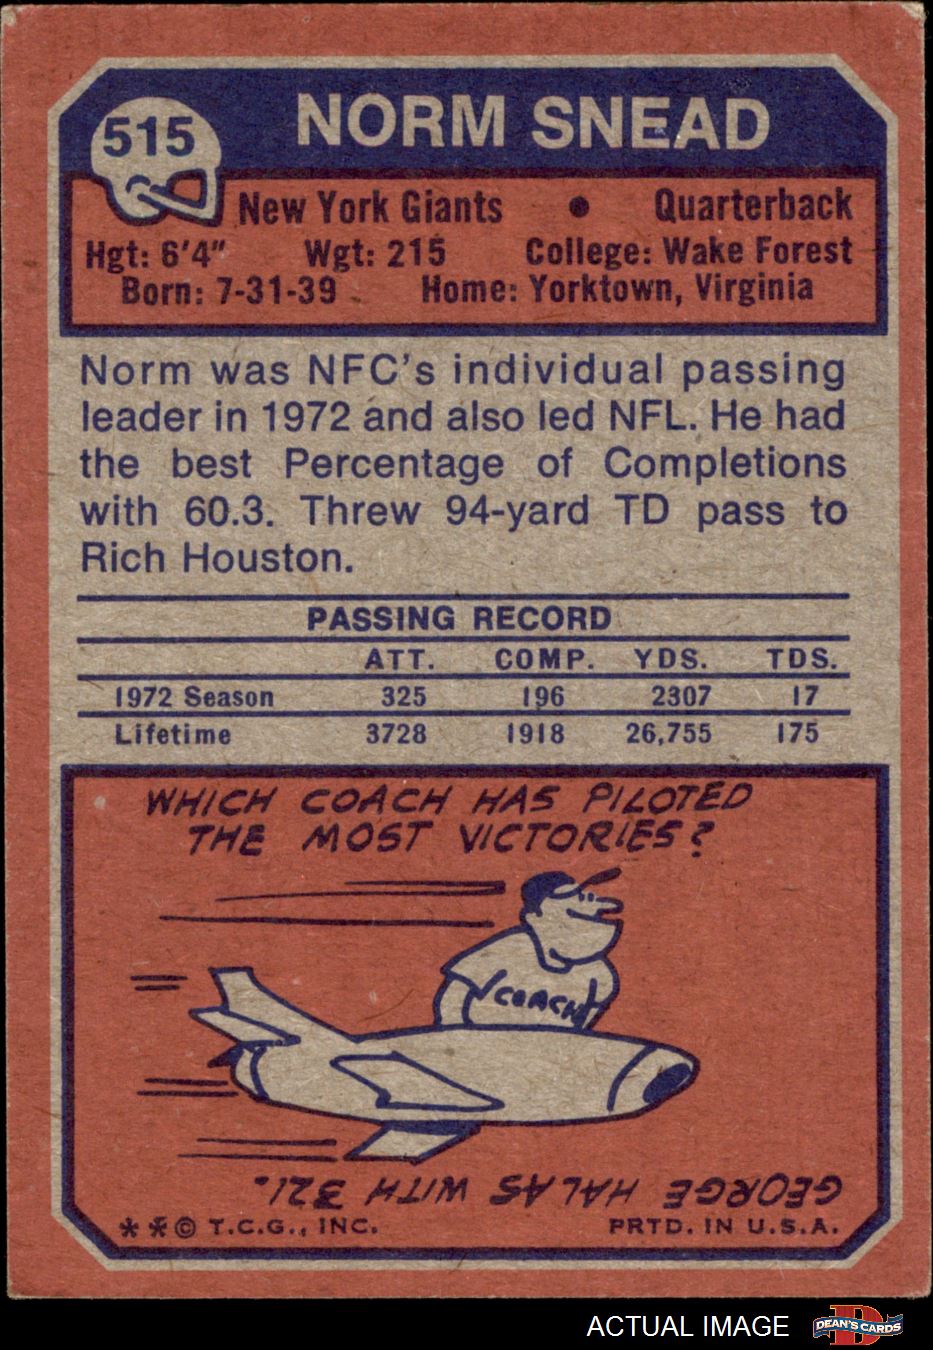 515
NORM SNEAD
New York Giants • Quarterback
Hgt: 6'4" Wgt: 215 College: Wake Forest
Born: 7-31-39 Home: Yorktown, Virginia
Norm was NFC's individual passing
leader in 1972 and also led NFL. He had
the best Percentage of Completions
with 60.3. Threw 94-yard TD pass to
Rich Houston.
PASSING RECORD
ATT. COMP. YDS. TDS.
1972 Season 325 196 2307 17
Lifetime 3728 1918 26,755 175
WHICH COACH HAS PILOTED
THE MOST VICTORIES?
COACH
GEORGE HALAS WITH 321.
** © T.C.G., INC. PRTD. IN U.S.A.
ACTUAL IMAGE
DEAN'S CARDS